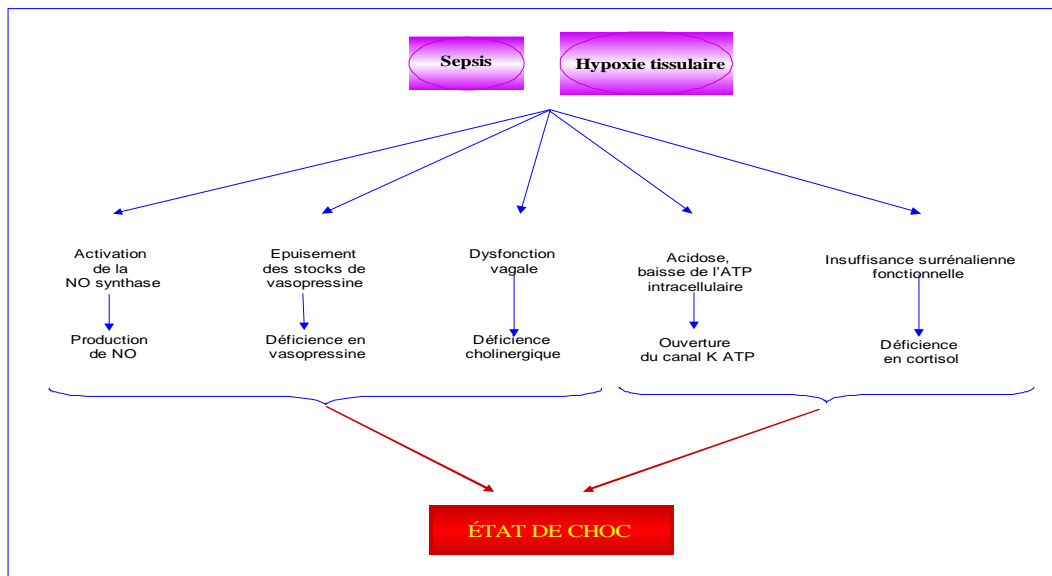 Sepsis
Hypoxie tissulaire
Activation
de la
NO synthase
Epuisement
des stocks de
vasopressine
Dysfonction
vagale
Acidose,
baisse de l'ATP
intracellulaire
Insuffisance surrénalienne
fonctionnelle
Production
de NO
Déficience en
vasopressine
Déficience
cholinergique
Ouverture
du canal K ATP
Déficience
en cortisol
ÉTAT DE CHOC